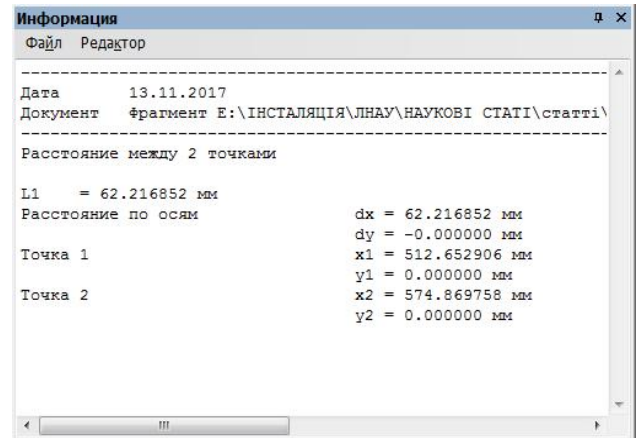 Информация
Файл Редактор
Дата 13.11.2017
Документ Фрагмент E:\ІНСТАЛЯЦІЯ\ЛНАУ\НАУКОВІ СТАТІ\статті\
Расстояние между 2 точками
L1 = 62.216852 мм
Расстояние по осям dx = 62.216852 мм
dy = -0.000000 мм
Точка 1 x1 = 512.652906 мм
y1 = 0.000000 мм
Точка 2 x2 = 574.869758 мм
y2 = 0.000000 мм